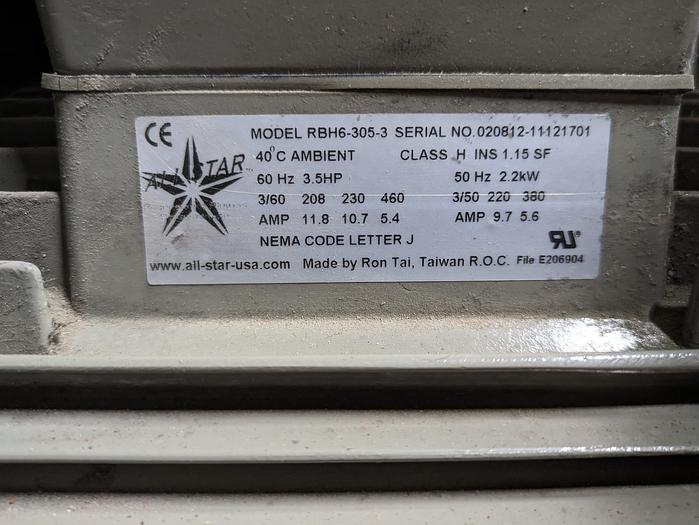 CE
MODEL RBH6-305-3 SERIAL NO.020812-11121701
ALL STAR
40°C AMBIENT CLASS H INS 1.15 SF
60 Hz 3.5HP 50 Hz 2.2kW
3/60 208 230 460 3/50 220 380
AMP 11.8 10.7 5.4 AMP 9.7 5.6
NEMA CODE LETTER J
RU
www.all-star-usa.com Made by Ron Tai, Taiwan R.O.C. File E206904